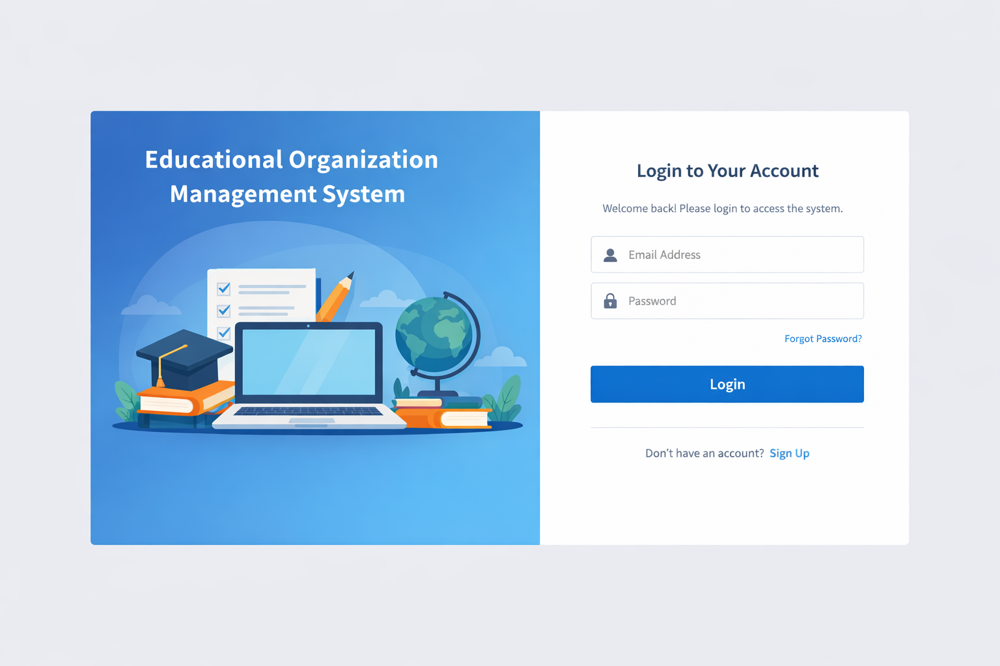 Educational Organization
Management System
Login to Your Account
Welcome back! Please login to access the system.
Email Address
Password
Forgot Password?
Login
Don’t have an account? Sign Up